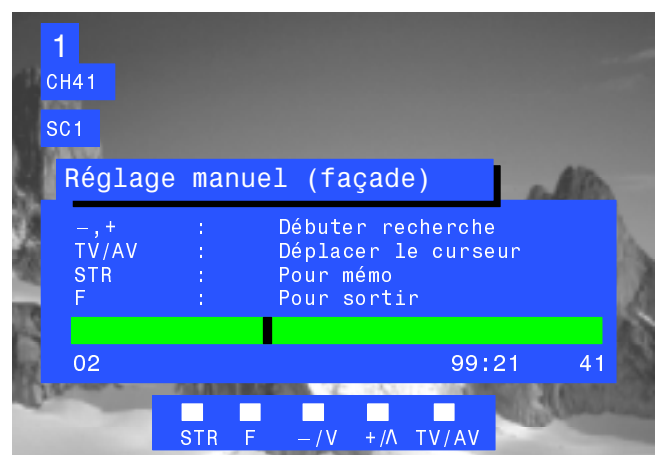 1
CH41
SC1
Réglage manuel (façade)
–,+ : Débuter recherche
TV/AV : Déplacer le curseur
STR : Pour mémo
F : Pour sortir
02 99:21 41
STR F –/V +/Λ TV/AV